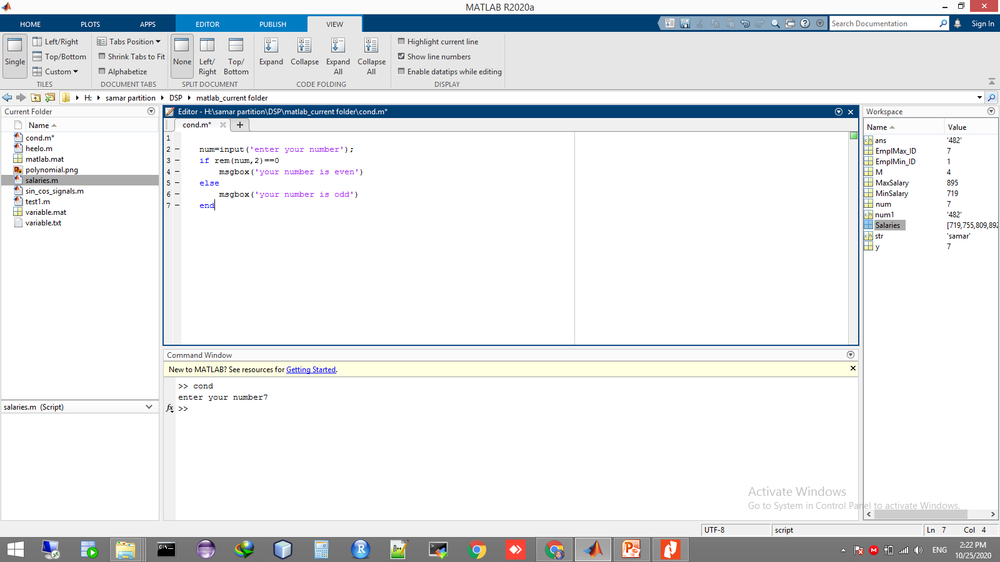 MATLAB R2020a
HOME PLOTS APPS EDITOR PUBLISH VIEW Search Documentation Sign In
Single Left/Right Top/Bottom Custom TILES
Tabs Position Shrink Tabs to Fit Alphabetize DOCUMENT TABS
None Left/Right Top/Bottom SPLIT DOCUMENT
Expand Collapse Expand All Collapse All CODE FOLDING
Highlight current line Show line numbers Enable datatips while editing DISPLAY
H: samar partition DSP matlab_current folder
Current Folder
Name
cond.m*
heelo.m
matlab.mat
polynomial.png
salaries.m
sin_cos_signals.m
test1.m
variable.mat
variable.txt
salaries.m (Script)
Editor - H:\samar partition\DSP\matlab_current folder\cond.m*
cond.m* +
1
2 – num=input('enter your number');
3 – if rem(num,2)==0
4 – msgbox('your number is even')
5 – else
6 – msgbox('your number is odd')
7 – end
Command Window
New to MATLAB? See resources for Getting Started.
>> cond
enter your number7
fx >>
Workspace
Name Value
ans '482'
EmplMax_ID 7
EmplMin_ID 1
M 4
MaxSalary 895
MinSalary 719
num 7
num1 '482'
Salaries [719,755,809,892
str 'samar'
y 7
Activate Windows
Go to System in Control Panel to activate Windows.
UTF-8 script Ln 7 Col 4
ENG 2:22 PM
10/25/2020